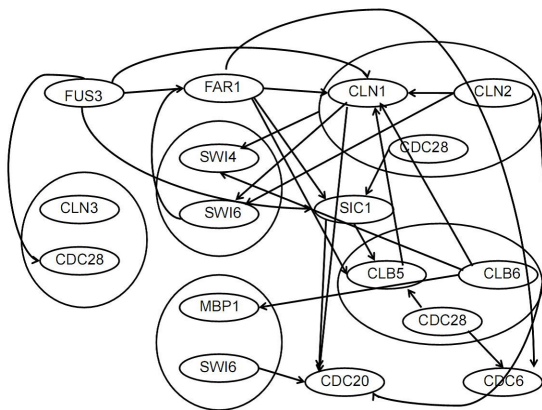 FUS3
FAR1
CLN1
CLN2
SWI4
CDC28
CLN3
SWI6
SIC1
CDC28
CLB5
CLB6
MBP1
CDC28
SWI6
CDC20
CDC6